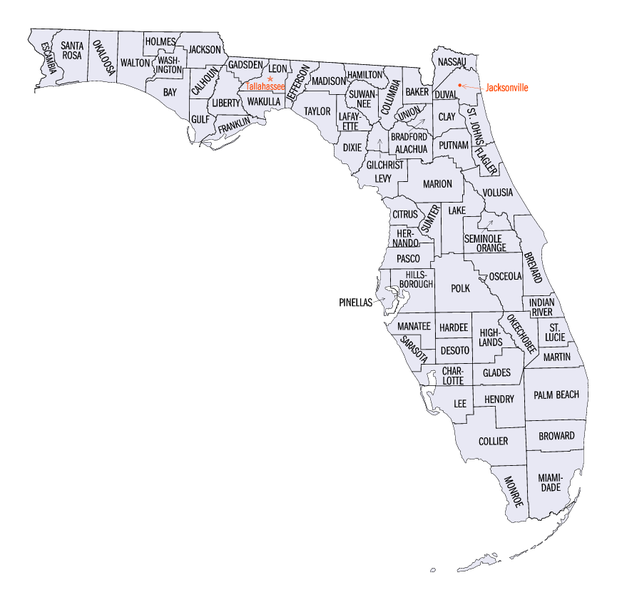 ESCAMBIA
SANTA
ROSA
OKALOOSA
WALTON
HOLMES
WASH-
INGTON
JACKSON
BAY
CALHOUN
GULF
GADSDEN
LIBERTY
FRANKLIN
LEON
Tallahassee
WAKULLA
JEFFERSON
MADISON
TAYLOR
HAMILTON
SUWAN-
NEE
LAFAY-
ETTE
DIXIE
COLUMBIA
BAKER
NASSAU
DUVAL
Jacksonville
UNION
BRADFORD
CLAY
ST. JOHNS
ALACHUA
PUTNAM
FLAGLER
GILCHRIST
LEVY
MARION
VOLUSIA
CITRUS
SUMTER
LAKE
HER-
NANDO
SEMINOLE
ORANGE
PASCO
BREVARD
HILLS-
BOROUGH
PINELLAS
POLK
OSCEOLA
INDIAN
RIVER
MANATEE
HARDEE
HIGH-
LANDS
OKEECHOBEE
ST.
LUCIE
SARASOTA
DESOTO
MARTIN
CHAR-
LOTTE
GLADES
LEE
HENDRY
PALM BEACH
COLLIER
BROWARD
MONROE
MIAMI-
DADE